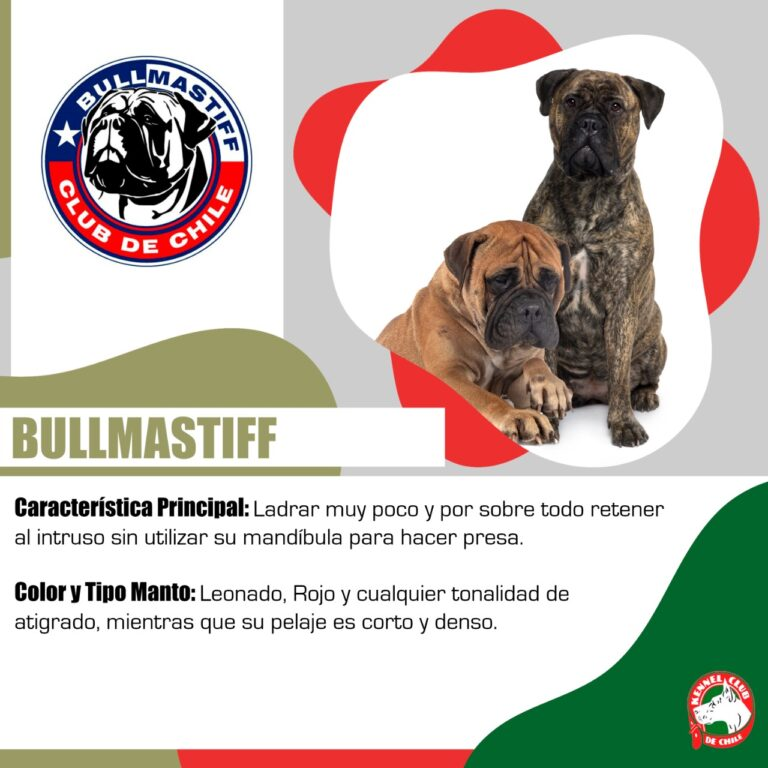 BULLMASTIFF
CLUB DE CHILE
BULLMASTIFF
Característica Principal: Ladrar muy poco y por sobre todo retener
al intruso sin utilizar su mandíbula para hacer presa.
Color y Tipo Manto: Leonado, Rojo y cualquier tonalidad de
atigrado, mientras que su pelaje es corto y denso.
KENNEL CLUB
DE CHILE